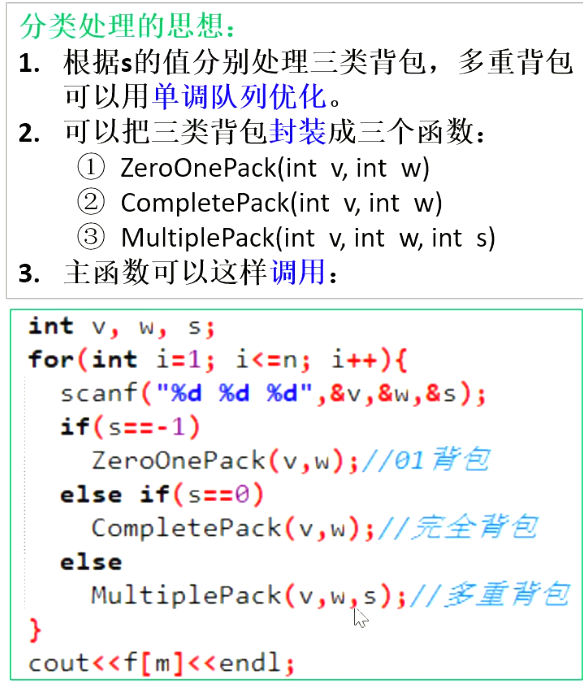 分类处理的思想：
1. 根据s的值分别处理三类背包，多重背包
可以用单调队列优化。
2. 可以把三类背包封装成三个函数：
① ZeroOnePack(int v, int w)
② CompletePack(int v, int w)
③ MultiplePack(int v, int w, int s)
3. 主函数可以这样调用：
int v, w, s;
for(int i=1; i<=n; i++){
scanf("%d %d %d",&v,&w,&s);
if(s==-1)
ZeroOnePack(v,w);//01背包
else if(s==0)
CompletePack(v,w);//完全背包
else
MultiplePack(v,w,s);//多重背包
}
cout<<f[m]<<endl;